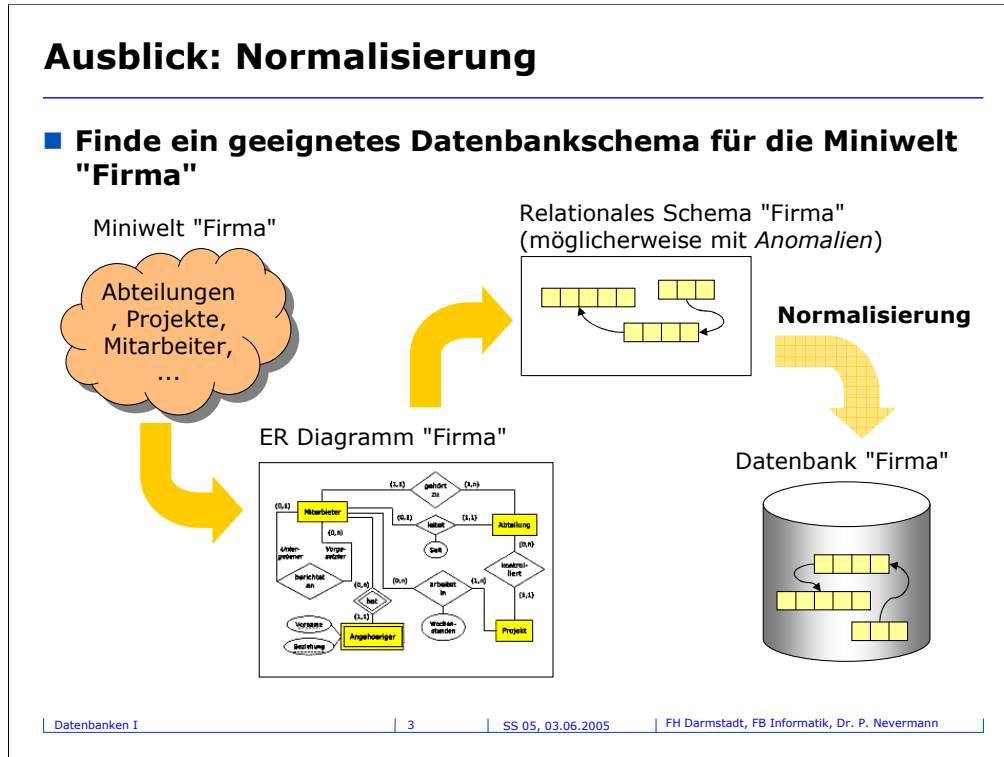 Ausblick: Normalisierung
Finde ein geeignetes Datenbankschema für die Miniwelt
"Firma"
Miniwelt "Firma"
Abteilungen
, Projekte,
Mitarbeiter,
...
Relationales Schema "Firma"
(möglicherweise mit Anomalien)
Normalisierung
ER Diagramm "Firma"
(1,1)
gehört
zu
(1,n)
(0,1)
Mitarbieter
(0,1)
leitet
(1,1)
Abteilung
(0,n)
Seit
(0,n)
Unter-
gebener
Vorge-
setzter
kontrol-
liert
berichtet
an
(0,n)
(0,n)
arbeitet
in
(1,n)
hat
(1,1)
(1,1)
Vorname
Angehoeriger
Wochen-
stunden
Projekt
Beziehung
Datenbank "Firma"
Datenbanken I
3
SS 05, 03.06.2005
FH Darmstadt, FB Informatik, Dr. P. Nevermann